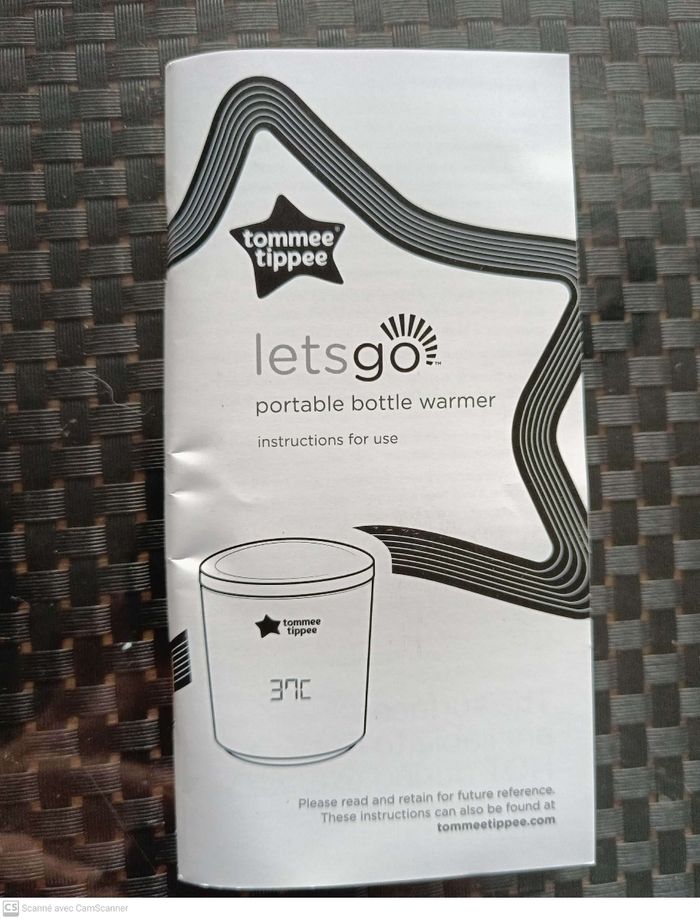 tommee®
tippee
letsgo™
portable bottle warmer
instructions for use
tommee
tippee
37C
Please read and retain for future reference.
These instructions can also be found at
tommeetippee.com
CS Scanné avec CamScanner